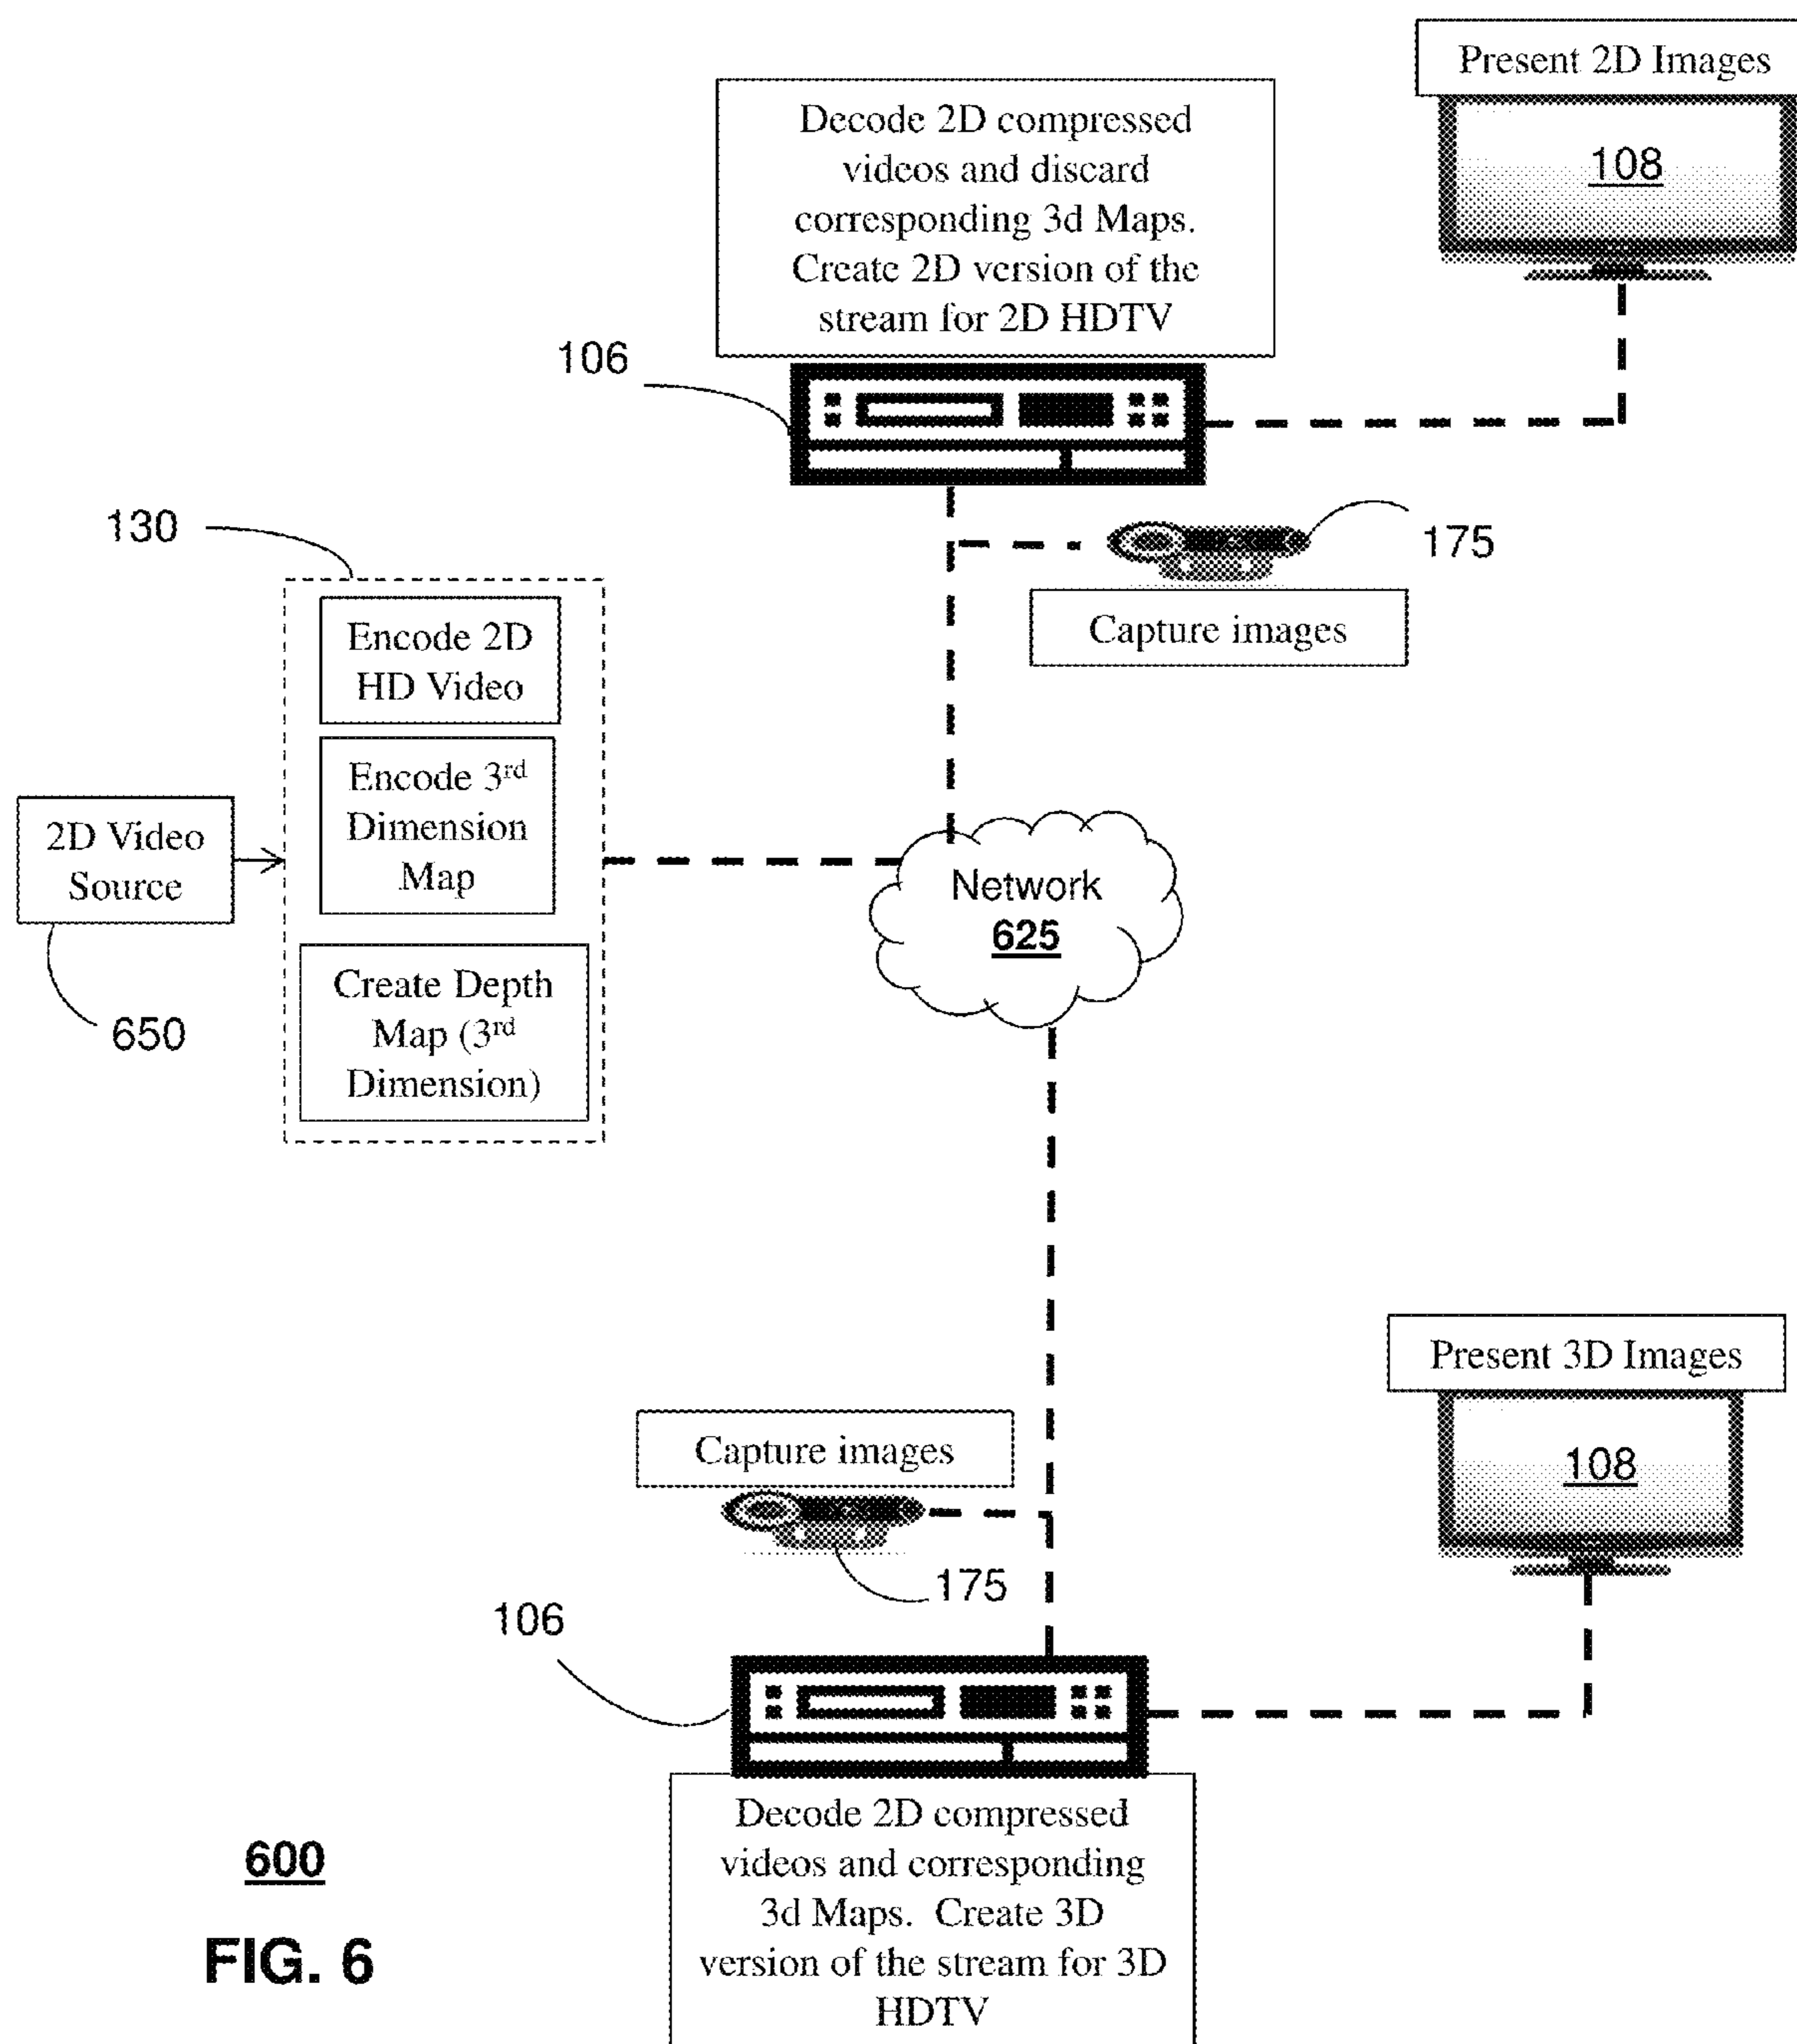 Present 2D Images
108
Decode 2D compressed
videos and discard
corresponding 3d Maps.
Create 2D version of the
stream for 2D HDTV
106
175
Capture images
130
Encode 2D
HD Video
Encode 3rd
Dimension
Map
Create Depth
Map (3rd
Dimension)
2D Video
Source
650
Network
625
Present 3D Images
108
Capture images
175
106
Decode 2D compressed
videos and corresponding
3d Maps. Create 3D
version of the stream for 3D
HDTV
600
FIG. 6